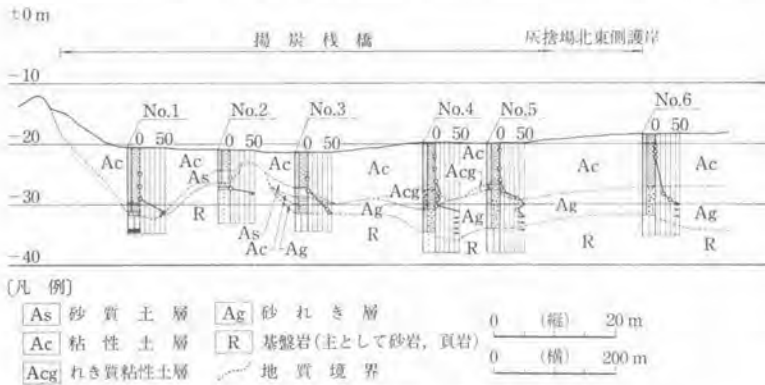 ±0 m
揚炭桟橋 灰捨場北東側護岸
-10
No.1 No.2 No.3 No.4 No.5 No.6
-20 0 50 0 50 0 50 0 50 0 50 0 50
Ac Ac As Ac Ac Acg Acg Ac Ac
-30 R As Ac Ag Ag R Ag R Ag R
-40
〔凡 例〕
As 砂質土層 Ag 砂れき層 0 (縦) 20 m
Ac 粘性土層 R 基盤岩(主として砂岩,頁岩)
Acg れき質粘性土層 地質境界 0 (横) 200 m